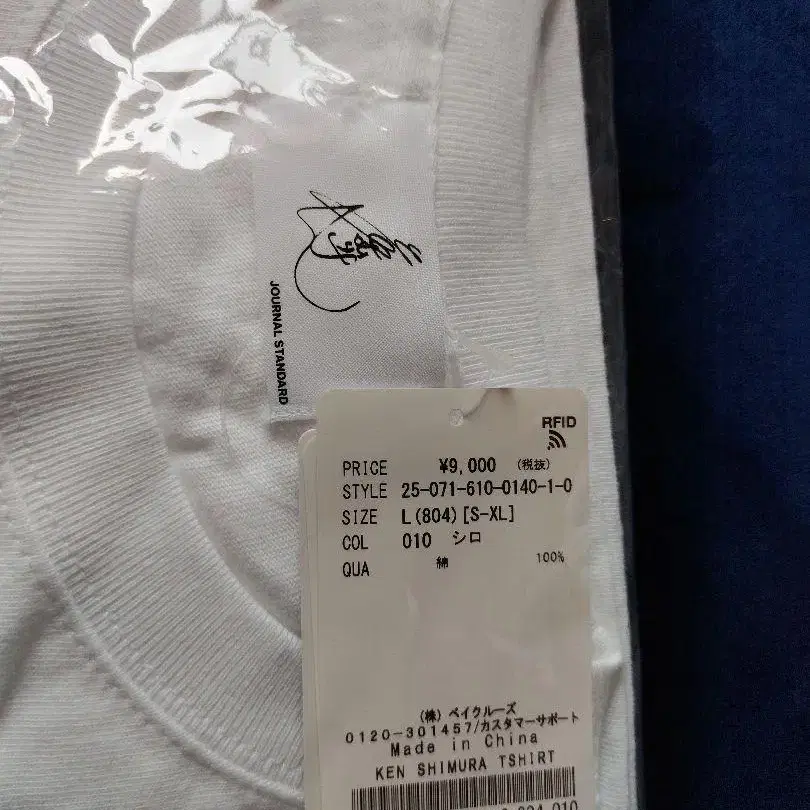 JOURNAL STANDARD
RFID
PRICE ¥9,000 (税抜)
STYLE 25-071-610-0140-1-0
SIZE L(804)[S-XL]
COL 010 シロ
QUA 綿 100%
(株)ベイクルーズ
0120-301457/カスタマーサポート
Made in China
KEN SHIMURA TSHIRT